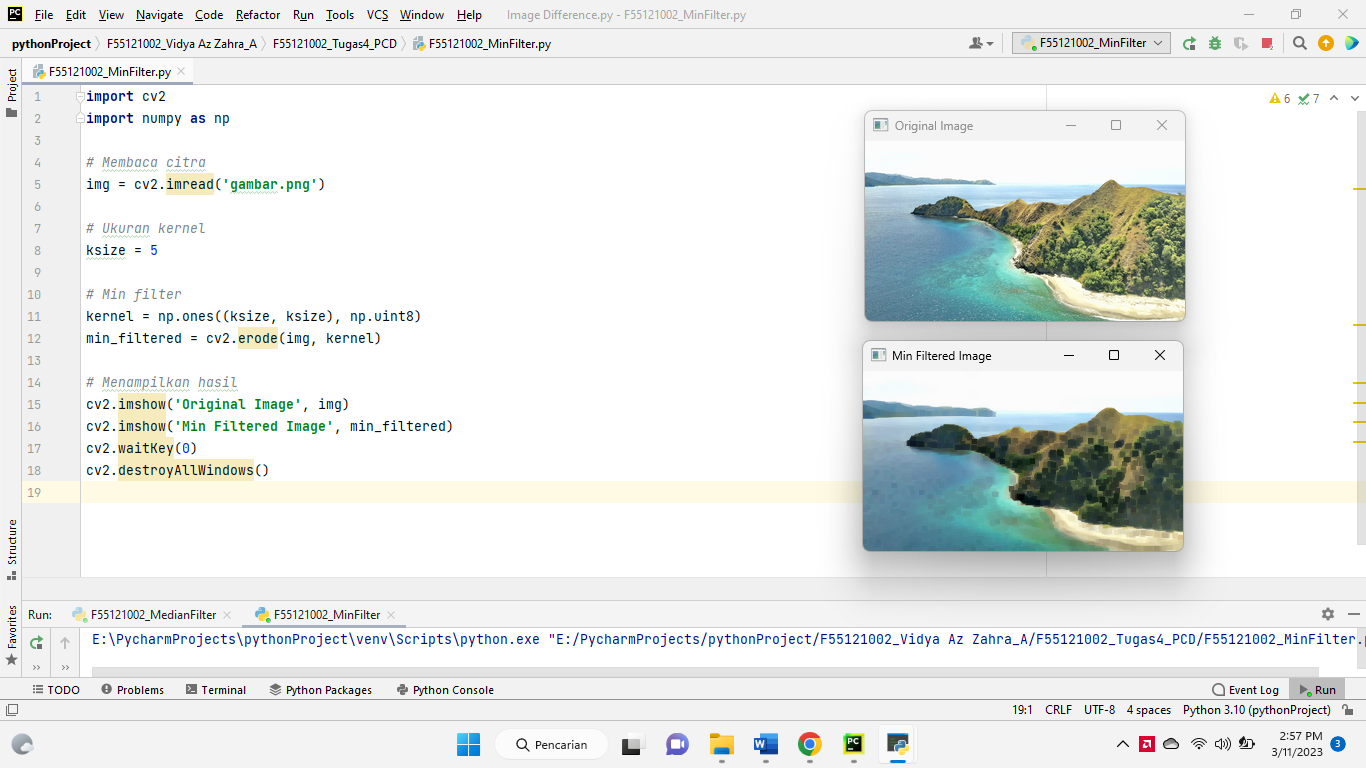 File Edit View Navigate Code Refactor Run Tools VCS Window Help Image Difference.py - F55121002_MinFilter.py
pythonProject F55121002_Vidya Az Zahra_A F55121002_Tugas4_PCD F55121002_MinFilter.py F55121002_MinFilter
Project
F55121002_MinFilter.py
6 7
1 import cv2
2 import numpy as np
3
4 # Membaca citra
5 img = cv2.imread('gambar.png')
6
7 # Ukuran kernel
8 ksize = 5
9
10 # Min filter
11 kernel = np.ones((ksize, ksize), np.uint8)
12 min_filtered = cv2.erode(img, kernel)
13
14 # Menampilkan hasil
15 cv2.imshow('Original Image', img)
16 cv2.imshow('Min Filtered Image', min_filtered)
17 cv2.waitKey(0)
18 cv2.destroyAllWindows()
19
Original Image
Min Filtered Image
Structure
Favorites
Run: F55121002_MedianFilter F55121002_MinFilter
E:\PycharmProjects\pythonProject\venv\Scripts\python.exe "E:/PycharmProjects/pythonProject/F55121002_Vidya Az Zahra_A/F55121002_Tugas4_PCD/F55121002_MinFilter.p
TODO Problems Terminal Python Packages Python Console Event Log Run
19:1 CRLF UTF-8 4 spaces Python 3.10 (pythonProject)
Pencarian
2:57 PM
3/11/2023 3